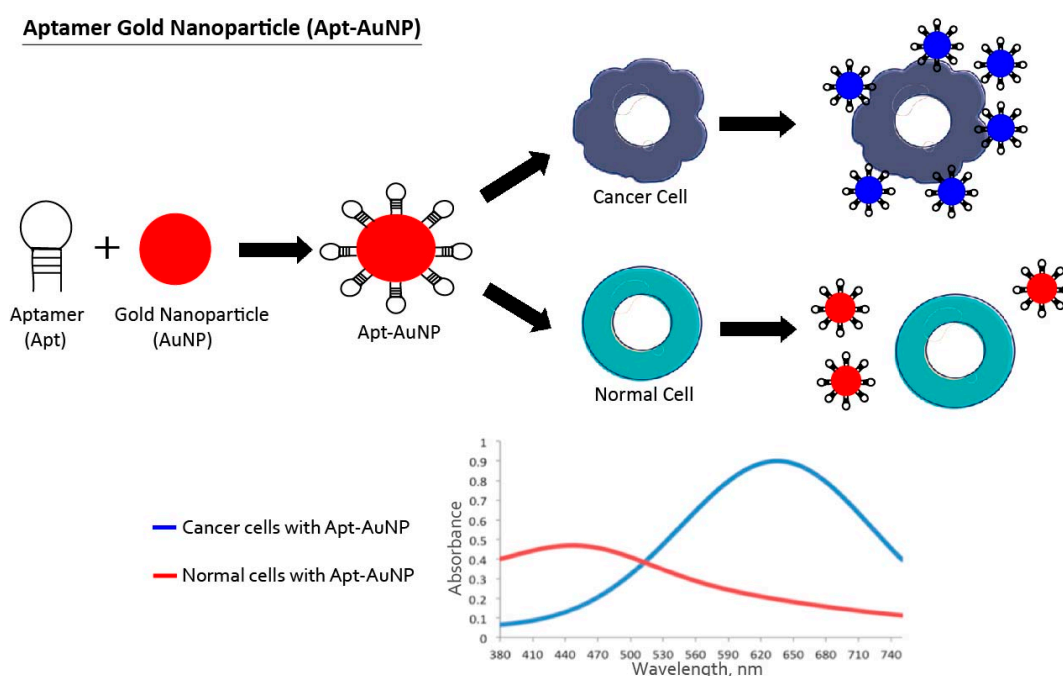 Aptamer Gold Nanoparticle (Apt-AuNP)
Cancer Cell
Aptamer
(Apt)
+
Gold Nanoparticle
(AuNP)
Apt-AuNP
Normal Cell
Cancer cells with Apt-AuNP
Normal cells with Apt-AuNP
Absorbance
1
0.9
0.8
0.7
0.6
0.5
0.4
0.3
0.2
0.1
0
380 410 440 470 500 530 560 590 620 650 680 710 740
Wavelength, nm